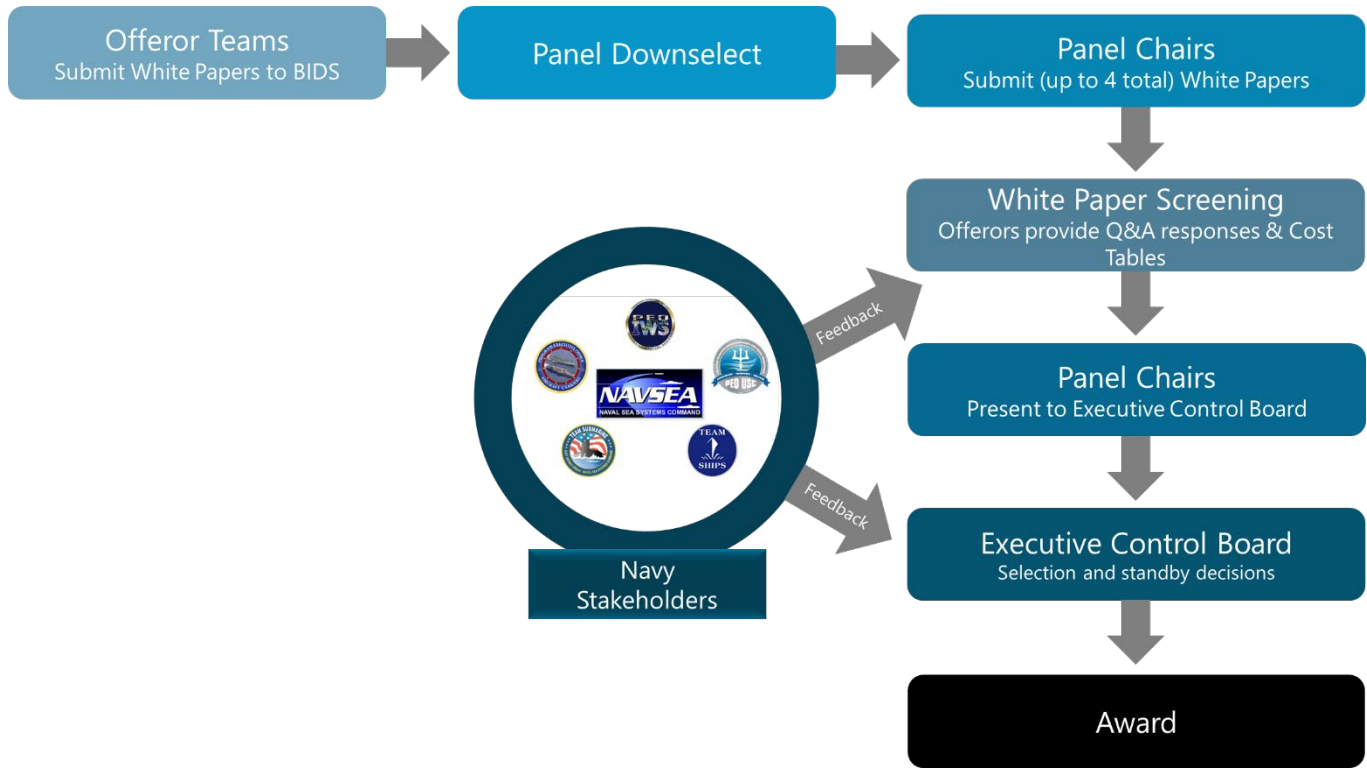 Offeror Teams
Submit White Papers to BIDS
Panel Downselect
Panel Chairs
Submit (up to 4 total) White Papers
White Paper Screening
Offerors provide Q&A responses & Cost
Tables
Feedback
PEO
IWS
PEO USC
NAVSEA
NAVAL SEA SYSTEMS COMMAND
TEAM SUBMARINE
TEAM
SHIPS
Panel Chairs
Present to Executive Control Board
Feedback
Executive Control Board
Selection and standby decisions
Navy
Stakeholders
Award